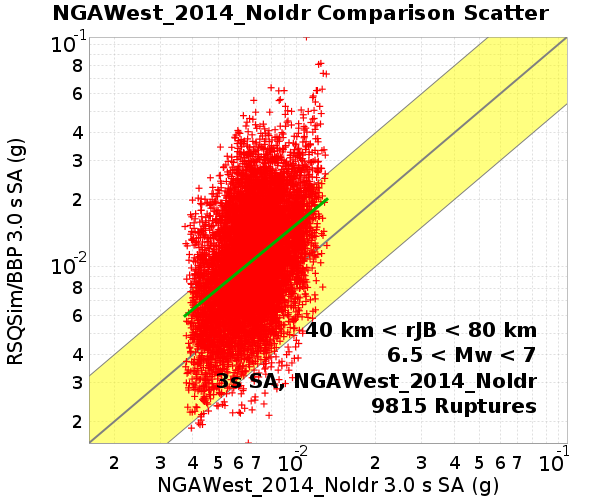 NGAWest_2014_NoIdr Comparison Scatter
10-1
8
6
4
3
2
10-2
8
6
4
3
2
RSQSim/BBP 3.0 s SA (g)
40 km < rJB < 80 km
6.5 < Mw < 7
3s SA, NGAWest_2014_NoIdr
9815 Ruptures
2 3 4 5 6 7 10-2 2 3 4 5 6 7 10-1
NGAWest_2014_NoIdr 3.0 s SA (g)